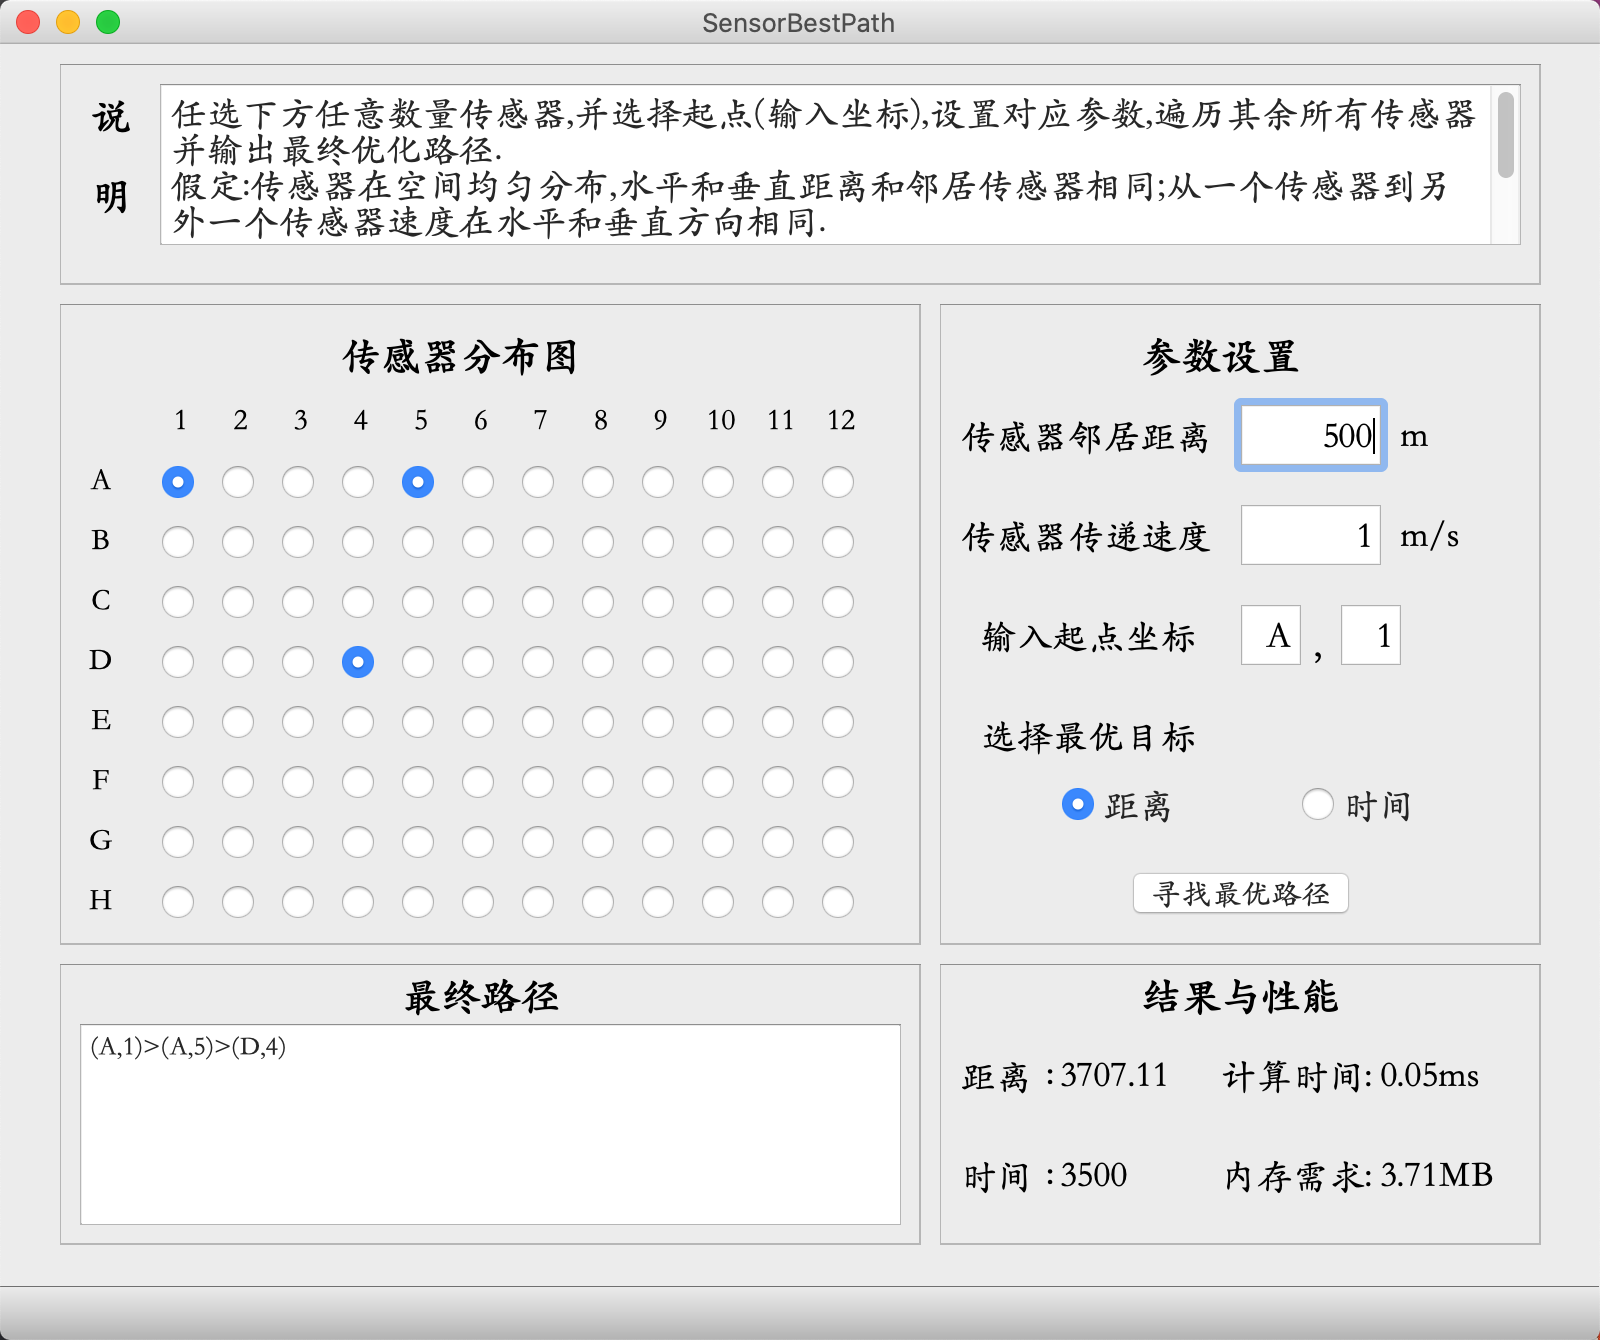 SensorBestPath
说
明
任选下方任意数量传感器,并选择起点(输入坐标),设置对应参数,遍历其余所有传感器
并输出最终优化路径.
假定:传感器在空间均匀分布,水平和垂直距离和邻居传感器相同;从一个传感器到另
外一个传感器速度在水平和垂直方向相同.
传感器分布图
1 2 3 4 5 6 7 8 9 10 11 12
A
B
C
D
E
F
G
H
参数设置
传感器邻居距离 500 m
传感器传递速度 1 m/s
输入起点坐标 A , 1
选择最优目标
距离 时间
寻找最优路径
最终路径
(A,1)>(A,5)>(D,4)
结果与性能
距离 :3707.11 计算时间: 0.05ms
时间 :3500 内存需求: 3.71MB